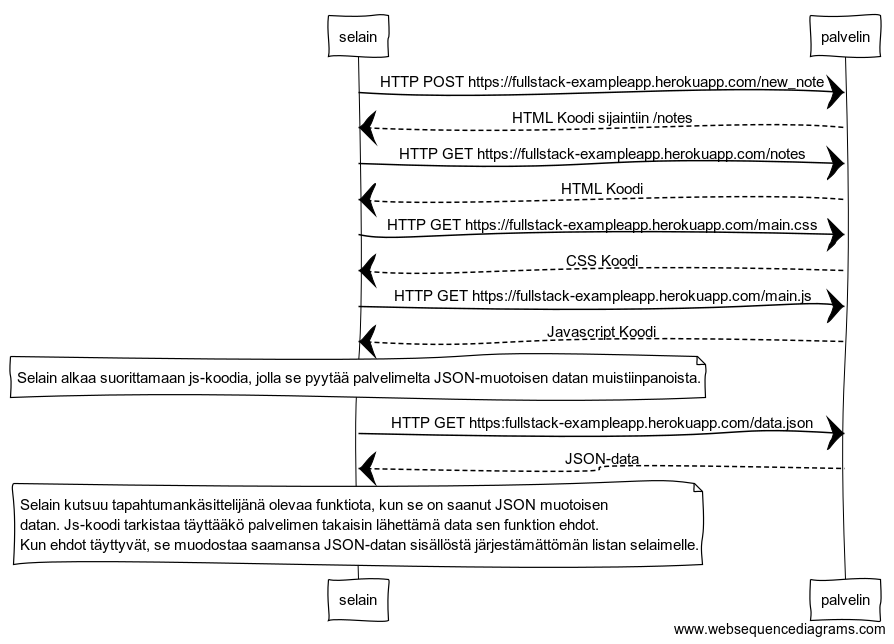 selain palvelin
HTTP POST https://fullstack-exampleapp.herokuapp.com/new_note
HTML Koodi sijaintiin /notes
HTTP GET https://fullstack-exampleapp.herokuapp.com/notes
HTML Koodi
HTTP GET https://fullstack-exampleapp.herokuapp.com/main.css
CSS Koodi
HTTP GET https://fullstack-exampleapp.herokuapp.com/main.js
Javascript Koodi
Selain alkaa suorittamaan js-koodia, jolla se pyytää palvelimelta JSON-muotoisen datan muistiinpanoista.
HTTP GET https:fullstack-exampleapp.herokuapp.com/data.json
JSON-data
Selain kutsuu tapahtumankäsittelijänä olevaa funktiota, kun se on saanut JSON muotoisen
datan. Js-koodi tarkistaa täyttääkö palvelimen takaisin lähettämä data sen funktion ehdot.
Kun ehdot täyttyvät, se muodostaa saamansa JSON-datan sisällöstä järjestämättömän listan selaimelle.
selain palvelin
www.websequencediagrams.com